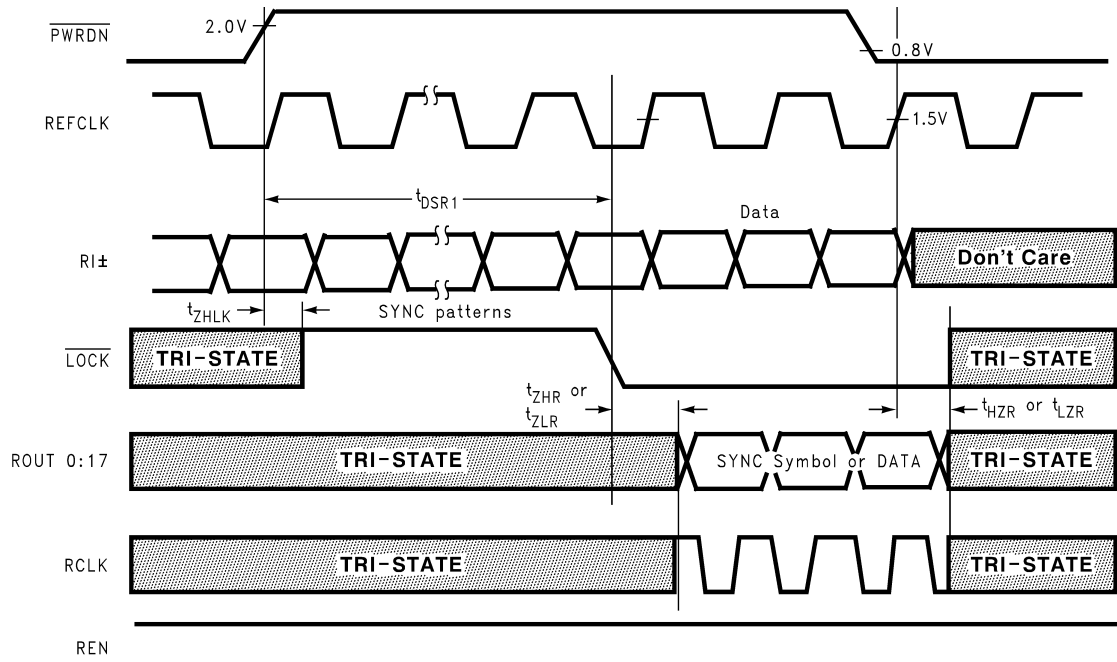 PWRDN
2.0V
0.8V
REFCLK
1.5V
tDSR1
Data
RI±
Don't Care
tZHLK
SYNC patterns
LOCK
TRI-STATE
TRI-STATE
tZHR or
tZLR
tHZR or tLZR
ROUT 0:17
TRI-STATE
SYNC Symbol or DATA
TRI-STATE
RCLK
TRI-STATE
TRI-STATE
REN